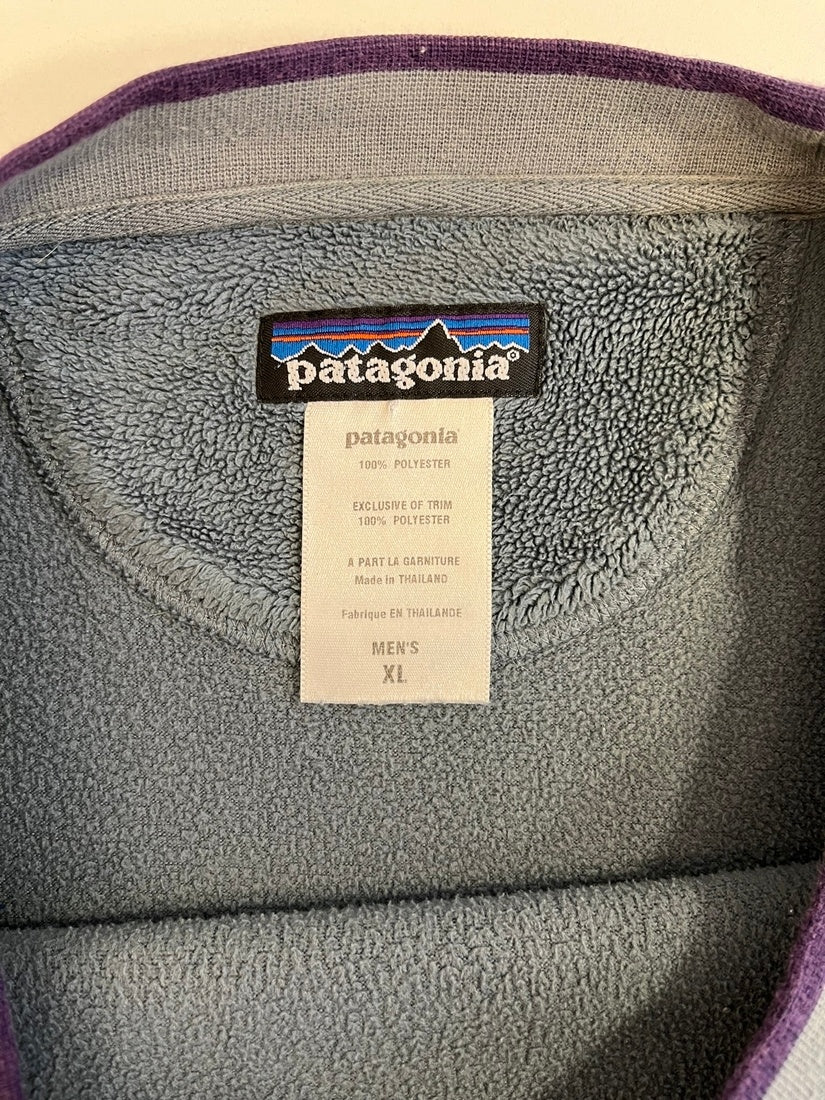 patagonia®
patagonia®
100% POLYESTER
EXCLUSIVE OF TRIM
100% POLYESTER
A PART LA GARNITURE
Made in THAILAND
Fabrique EN THAILANDE
MEN'S
XL